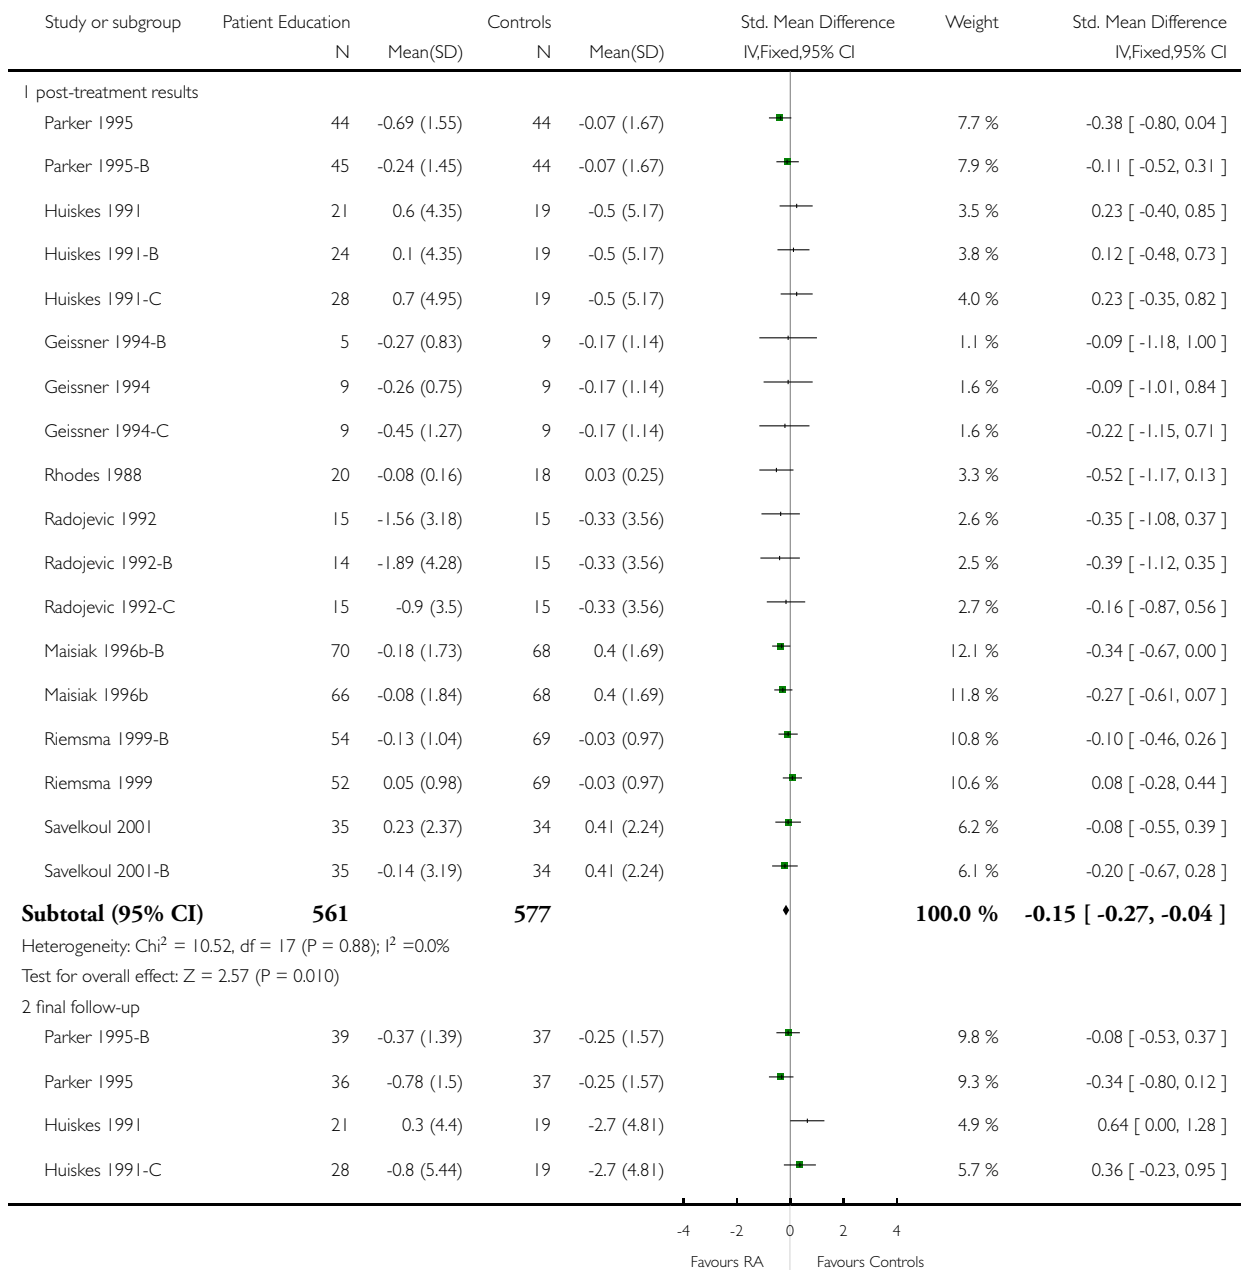 Study or subgroup Patient Education Controls Std. Mean Difference Weight Std. Mean Difference
N Mean(SD) N Mean(SD) IV,Fixed,95% CI IV,Fixed,95% CI
1 post-treatment results
Parker 1995 44 -0.69 (1.55) 44 -0.07 (1.67) 7.7 % -0.38 [ -0.80, 0.04 ]
Parker 1995-B 45 -0.24 (1.45) 44 -0.07 (1.67) 7.9 % -0.11 [ -0.52, 0.31 ]
Huiskes 1991 21 0.6 (4.35) 19 -0.5 (5.17) 3.5 % 0.23 [ -0.40, 0.85 ]
Huiskes 1991-B 24 0.1 (4.35) 19 -0.5 (5.17) 3.8 % 0.12 [ -0.48, 0.73 ]
Huiskes 1991-C 28 0.7 (4.95) 19 -0.5 (5.17) 4.0 % 0.23 [ -0.35, 0.82 ]
Geissner 1994-B 5 -0.27 (0.83) 9 -0.17 (1.14) 1.1 % -0.09 [ -1.18, 1.00 ]
Geissner 1994 9 -0.26 (0.75) 9 -0.17 (1.14) 1.6 % -0.09 [ -1.01, 0.84 ]
Geissner 1994-C 9 -0.45 (1.27) 9 -0.17 (1.14) 1.6 % -0.22 [ -1.15, 0.71 ]
Rhodes 1988 20 -0.08 (0.16) 18 0.03 (0.25) 3.3 % -0.52 [ -1.17, 0.13 ]
Radojevic 1992 15 -1.56 (3.18) 15 -0.33 (3.56) 2.6 % -0.35 [ -1.08, 0.37 ]
Radojevic 1992-B 14 -1.89 (4.28) 15 -0.33 (3.56) 2.5 % -0.39 [ -1.12, 0.35 ]
Radojevic 1992-C 15 -0.9 (3.5) 15 -0.33 (3.56) 2.7 % -0.16 [ -0.87, 0.56 ]
Maisiak 1996b-B 70 -0.18 (1.73) 68 0.4 (1.69) 12.1 % -0.34 [ -0.67, 0.00 ]
Maisiak 1996b 66 -0.08 (1.84) 68 0.4 (1.69) 11.8 % -0.27 [ -0.61, 0.07 ]
Riemsma 1999-B 54 -0.13 (1.04) 69 -0.03 (0.97) 10.8 % -0.10 [ -0.46, 0.26 ]
Riemsma 1999 52 0.05 (0.98) 69 -0.03 (0.97) 10.6 % 0.08 [ -0.28, 0.44 ]
Savelkoul 2001 35 0.23 (2.37) 34 0.41 (2.24) 6.2 % -0.08 [ -0.55, 0.39 ]
Savelkoul 2001-B 35 -0.14 (3.19) 34 0.41 (2.24) 6.1 % -0.20 [ -0.67, 0.28 ]
Subtotal (95% CI) 561 577 100.0 % -0.15 [ -0.27, -0.04 ]
Heterogeneity: Chi² = 10.52, df = 17 (P = 0.88); I² =0.0%
Test for overall effect: Z = 2.57 (P = 0.010)
2 final follow-up
Parker 1995-B 39 -0.37 (1.39) 37 -0.25 (1.57) 9.8 % -0.08 [ -0.53, 0.37 ]
Parker 1995 36 -0.78 (1.5) 37 -0.25 (1.57) 9.3 % -0.34 [ -0.80, 0.12 ]
Huiskes 1991 21 0.3 (4.4) 19 -2.7 (4.81) 4.9 % 0.64 [ 0.00, 1.28 ]
Huiskes 1991-C 28 -0.8 (5.44) 19 -2.7 (4.81) 5.7 % 0.36 [ -0.23, 0.95 ]
-4 -2 0 2 4
Favours RA Favours Controls